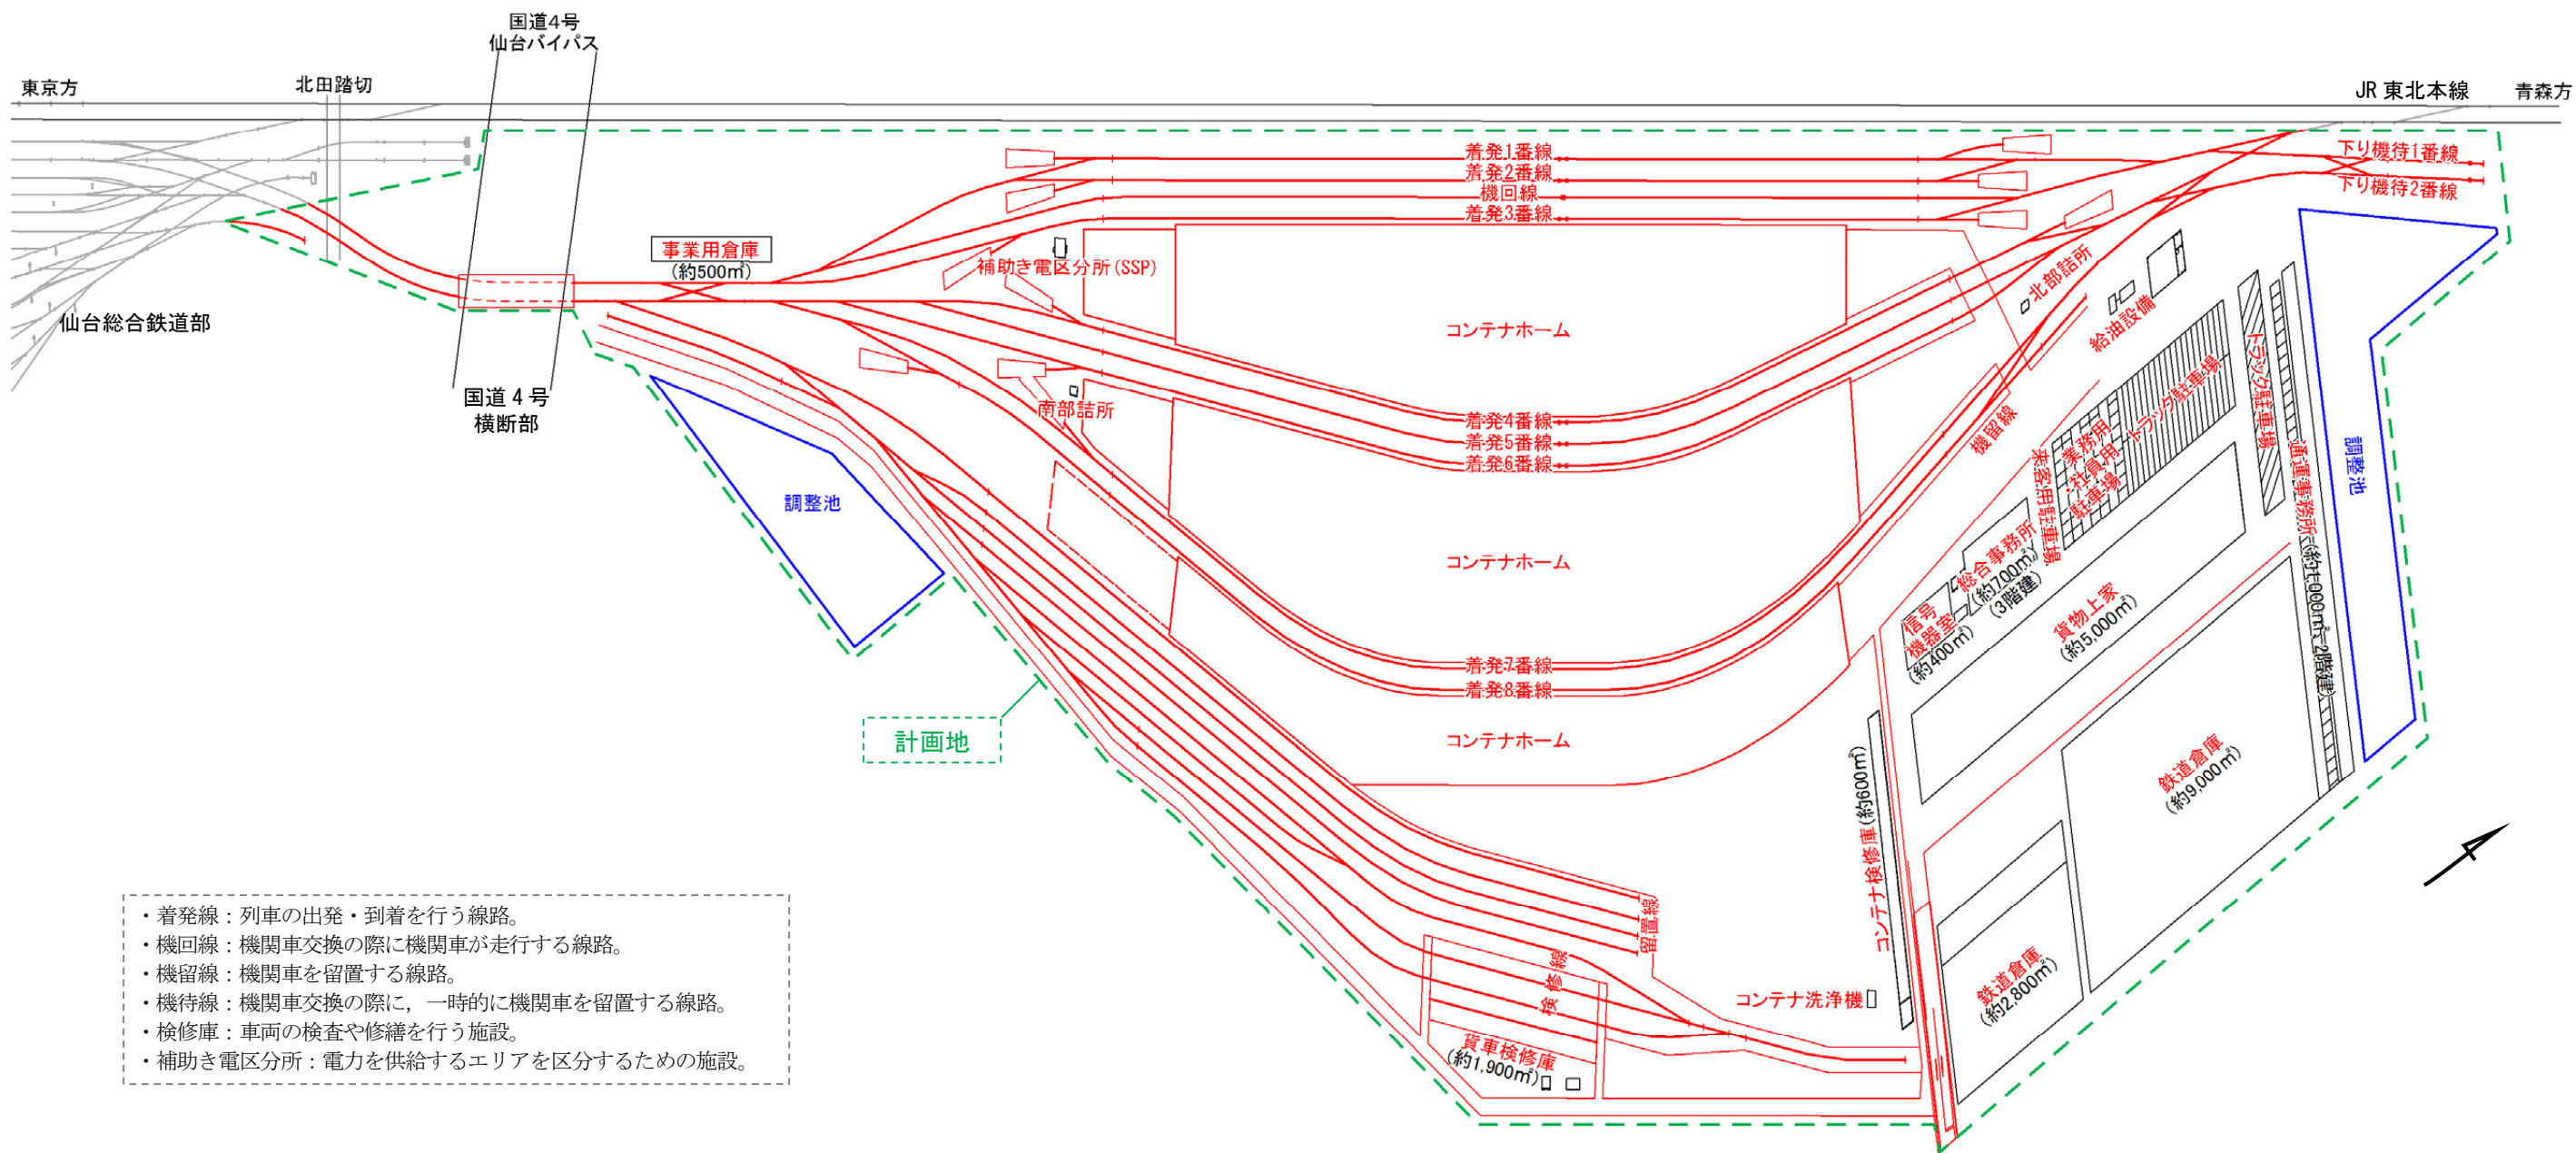 国道4号
仙台バイパス
東京方
北田踏切
JR 東北本線
青森方
着発1番線
着発2番線
機回線
着発3番線
下り機待1番線
下り機待2番線
事業用倉庫
(約500㎡)
補助き電区分所(SSP)
北部詰所
給油設備
仙台総合鉄道部
コンテナホーム
国道4号
横断部
南部詰所
着発4番線
着発5番線
着発6番線
機留線
トラック駐車場
トラック駐車場
業務用
・社員用
駐車場
来客用駐車場
通運事務所(約1,000㎡ 2階建)
調整池
調整池
コンテナホーム
総合事務所
(約700㎡)
(3階建)
信号
機器室
(約400㎡)
貨物上家
(約5,000㎡)
着発7番線
着発8番線
計画地
コンテナホーム
コンテナ検修庫(約600㎡)
鉄道倉庫
(約9,000㎡)
・着発線：列車の出発・到着を行う線路。
・機回線：機関車交換の際に機関車が走行する線路。
・機留線：機関車を留置する線路。
・機待線：機関車交換の際に，一時的に機関車を留置する線路。
・検修庫：車両の検査や修繕を行う施設。
・補助き電区分所：電力を供給するエリアを区分するための施設。
留置線
検修線
コンテナ洗浄機
鉄道倉庫
(約2,800㎡)
貨車検修庫
(約1,900㎡)